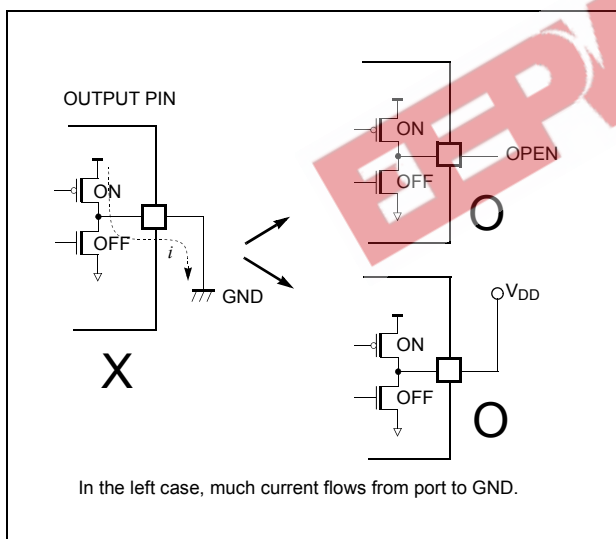 OUTPUT PIN
ON
OFF
i
GND
X
ON
OFF
OPEN
O
VDD
ON
OFF
O
In the left case, much current flows from port to GND.